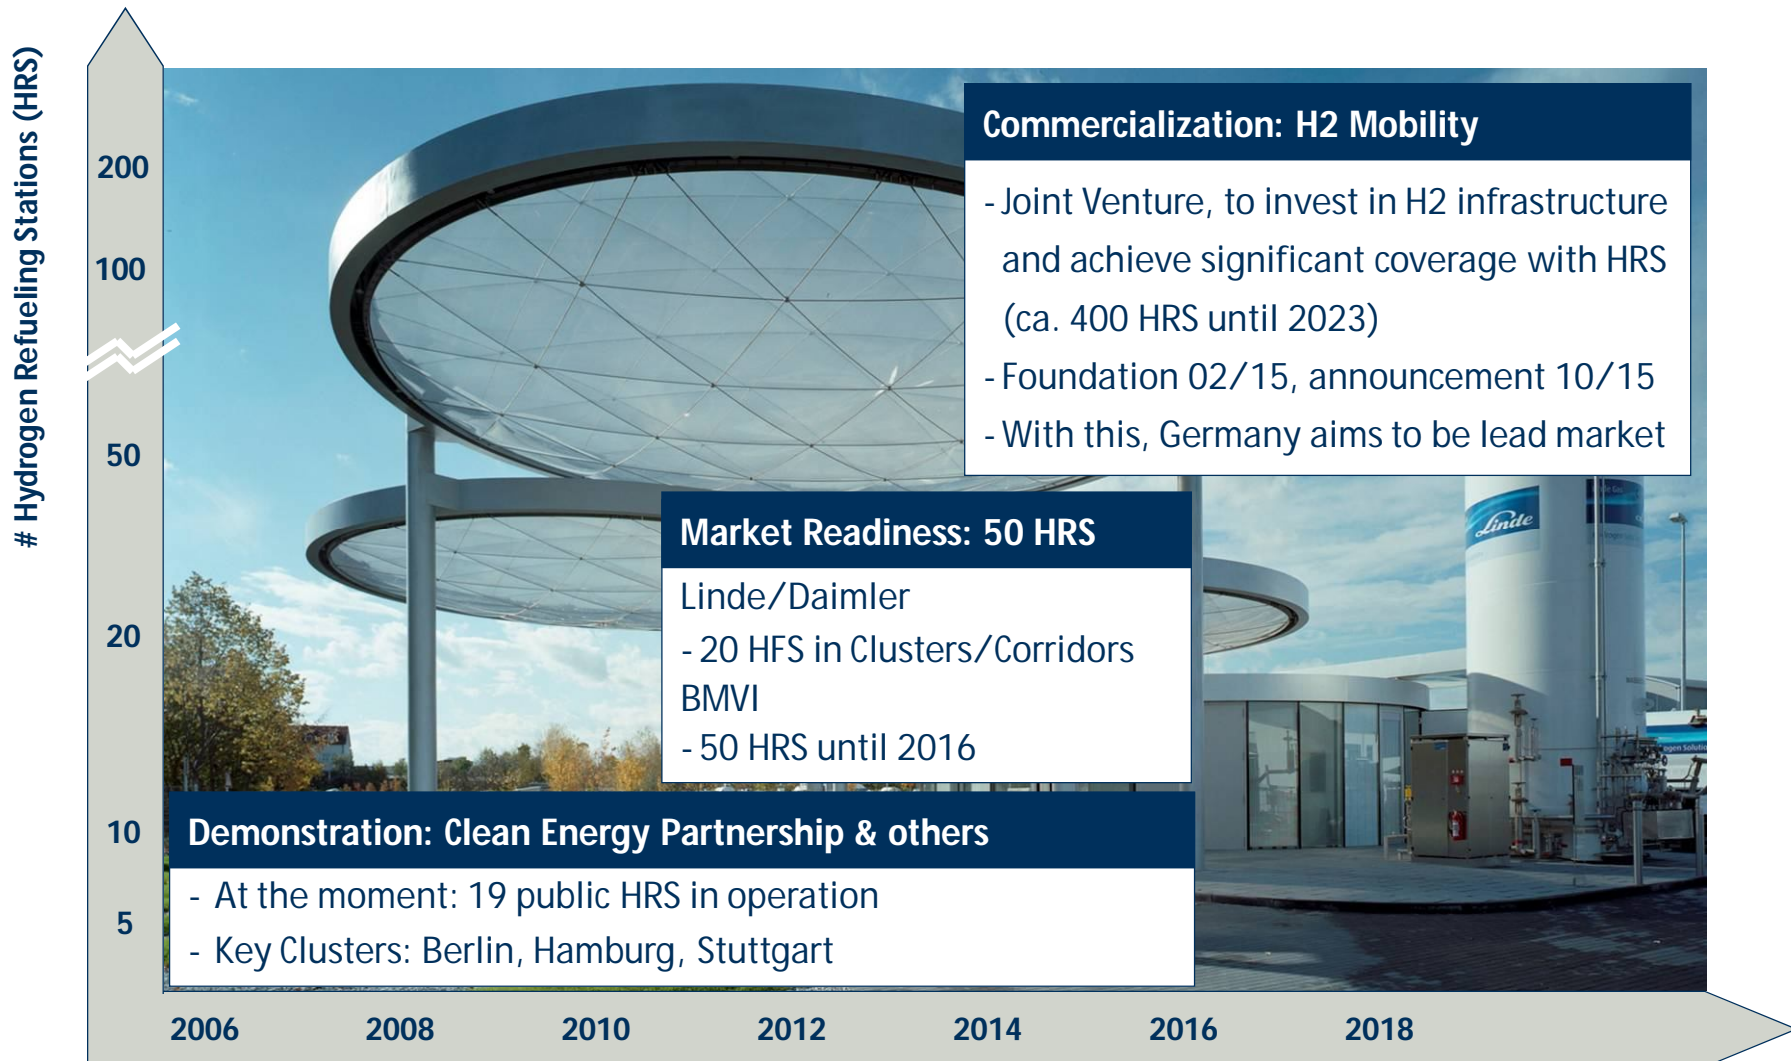 # Hydrogen Refueling Stations (HRS)
200
100
50
20
10
5
Commercialization: H2 Mobility
- Joint Venture, to invest in H2 infrastructure
and achieve significant coverage with HRS
(ca. 400 HRS until 2023)
- Foundation 02/15, announcement 10/15
- With this, Germany aims to be lead market
Linde
Market Readiness: 50 HRS
Linde/Daimler
- 20 HFS in Clusters/Corridors
BMVI
- 50 HRS until 2016
Demonstration: Clean Energy Partnership & others
- At the moment: 19 public HRS in operation
- Key Clusters: Berlin, Hamburg, Stuttgart
2006 2008 2010 2012 2014 2016 2018